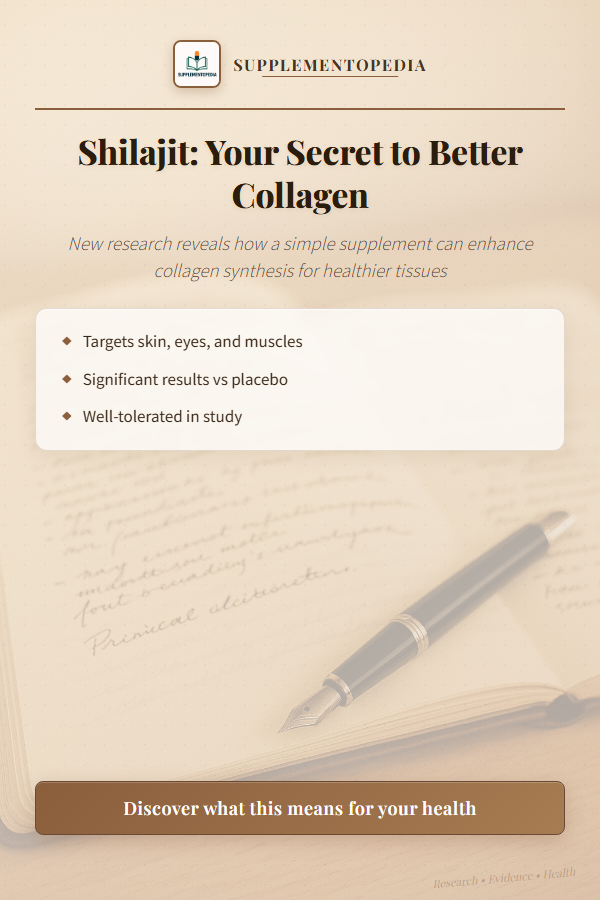 SUPPLEMENTOPEDIA
SUPPLEMENTOPEDIA
Shilajit: Your Secret to Better
Collagen
New research reveals how a simple supplement can enhance
collagen synthesis for healthier tissues
Targets skin, eyes, and muscles
Significant results vs placebo
Well-tolerated in study
Discover what this means for your health
Research • Evidence • Health